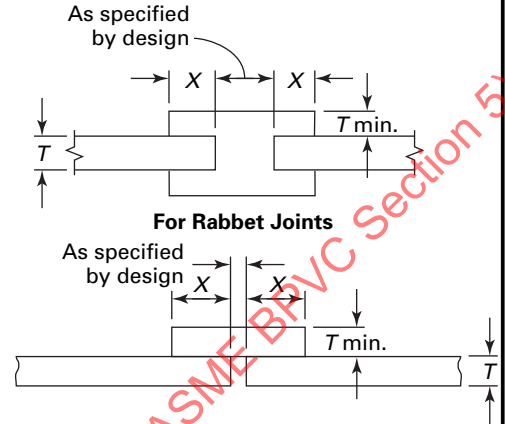 As specified
by design
X X
T min.
T
For Rabbet Joints
As specified
by design
X X
T min.
T
ASME BPVC Section 5)